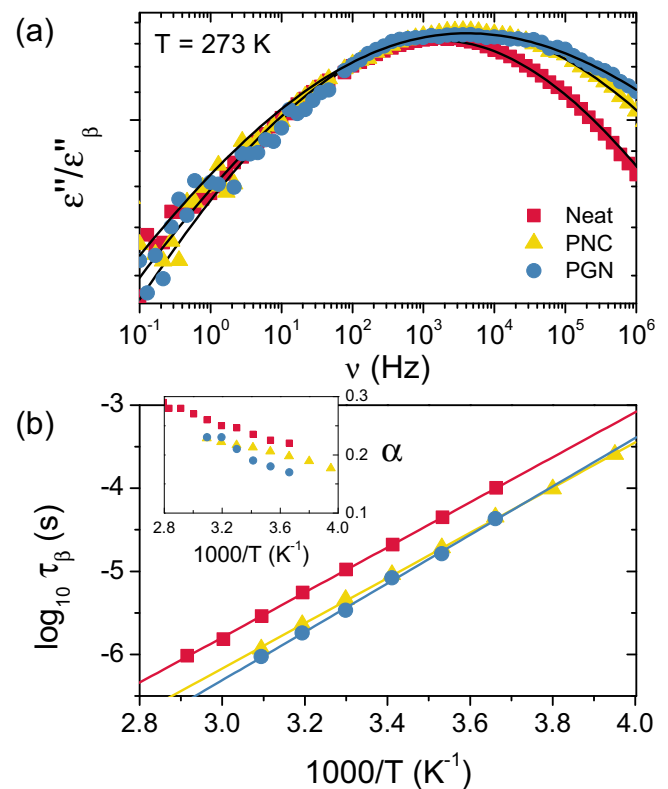 (a)
T = 273 K
ε''/ε''β
Neat
PNC
PGN
10⁻¹ 10⁰ 10¹ 10² 10³ 10⁴ 10⁵ 10⁶
ν (Hz)
(b)
-3
-4
-5
-6
log₁₀ τβ (s)
0.3
0.2
0.1
α
2.8 3.2 3.6 4.0
1000/T (K⁻¹)
2.8 3.0 3.2 3.4 3.6 3.8 4.0
1000/T (K⁻¹)